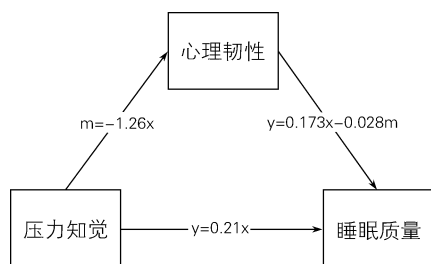 心理韧性
m=-1.26x
y=0.173x-0.028m
压力知觉
y=0.21x
睡眠质量